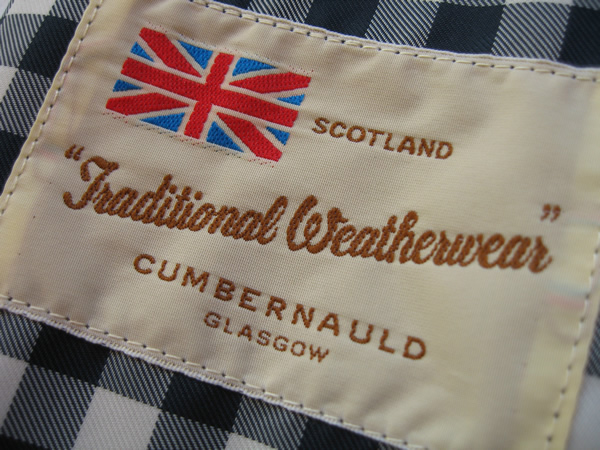 SCOTLAND
"Traditional Weatherwear"
CUMBERNAULD
GLASGOW